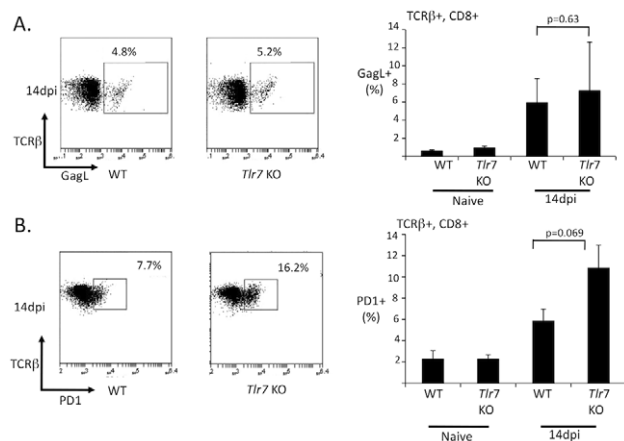 A.
4.8%
5.2%
14dpi
TCRβ
GagL
WT
Tlr7 KO
TCRβ+, CD8+
p=0.63
GagL+
(%)
14
12
10
8
6
4
2
WT
Tlr7
KO
WT
Tlr7
KO
Naive
14dpi
B.
7.7%
16.2%
14dpi
TCRβ
PD1
WT
Tlr7 KO
TCRβ+, CD8+
p=0.069
PD1+
(%)
14
12
10
8
6
4
2
WT
Tlr7
KO
WT
Tlr7
KO
Naive
14dpi